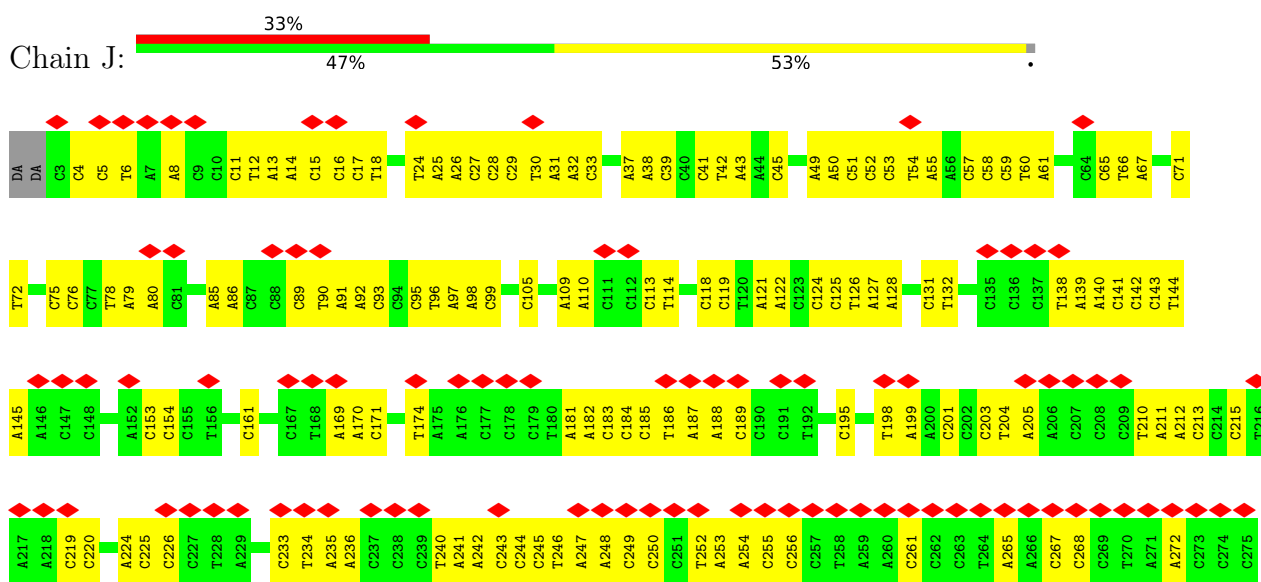 33%
Chain J:
47% 53% •
DA DA C3 C4 C5 T6 A7 A8 C9 C10 C11 T12 A13 A14 C15 C16 C17 T18 T24 A25 A26 C27 C28 C29 T30 A31 A32 C33 A37 A38 C39 C40 C41 T42 A43 A44 C45 A49 A50 C51 C52 C53 T54 A55 A56 C57 C58 C59 T60 A61 C64 C65 T66 A67 C71
T72 C75 C76 C77 T78 A79 A80 C81 A85 A86 C87 C88 C89 T90 A91 A92 C93 C94 C95 T96 A97 A98 C99 C105 A109 A110 C111 C112 C113 T114 C118 C119 T120 A121 A122 C123 C124 C125 T126 A127 A128 C131 T132 C135 C136 C137 T138 A139 A140 C141 C142 C143 T144
A145 A146 C147 C148 A152 C153 C154 C155 T156 C161 C167 T168 A169 A170 C171 T174 A175 A176 C177 C178 C179 T180 A181 A182 C183 C184 C185 T186 A187 A188 C189 C190 C191 T192 C195 T198 A199 A200 C201 C202 C203 T204 A205 A206 C207 C208 C209 T210 A211 A212 C213 C214 C215 T216
A217 A218 C219 C220 A224 C225 C226 C227 T228 A229 C233 T234 A235 A236 C237 C238 C239 T240 A241 A242 C243 C244 C245 T246 A247 A248 C249 C250 C251 T252 A253 A254 C255 C256 C257 T258 A259 A260 C261 C262 C263 T264 A265 A266 C267 C268 C269 T270 A271 A272 C273 C274 C275